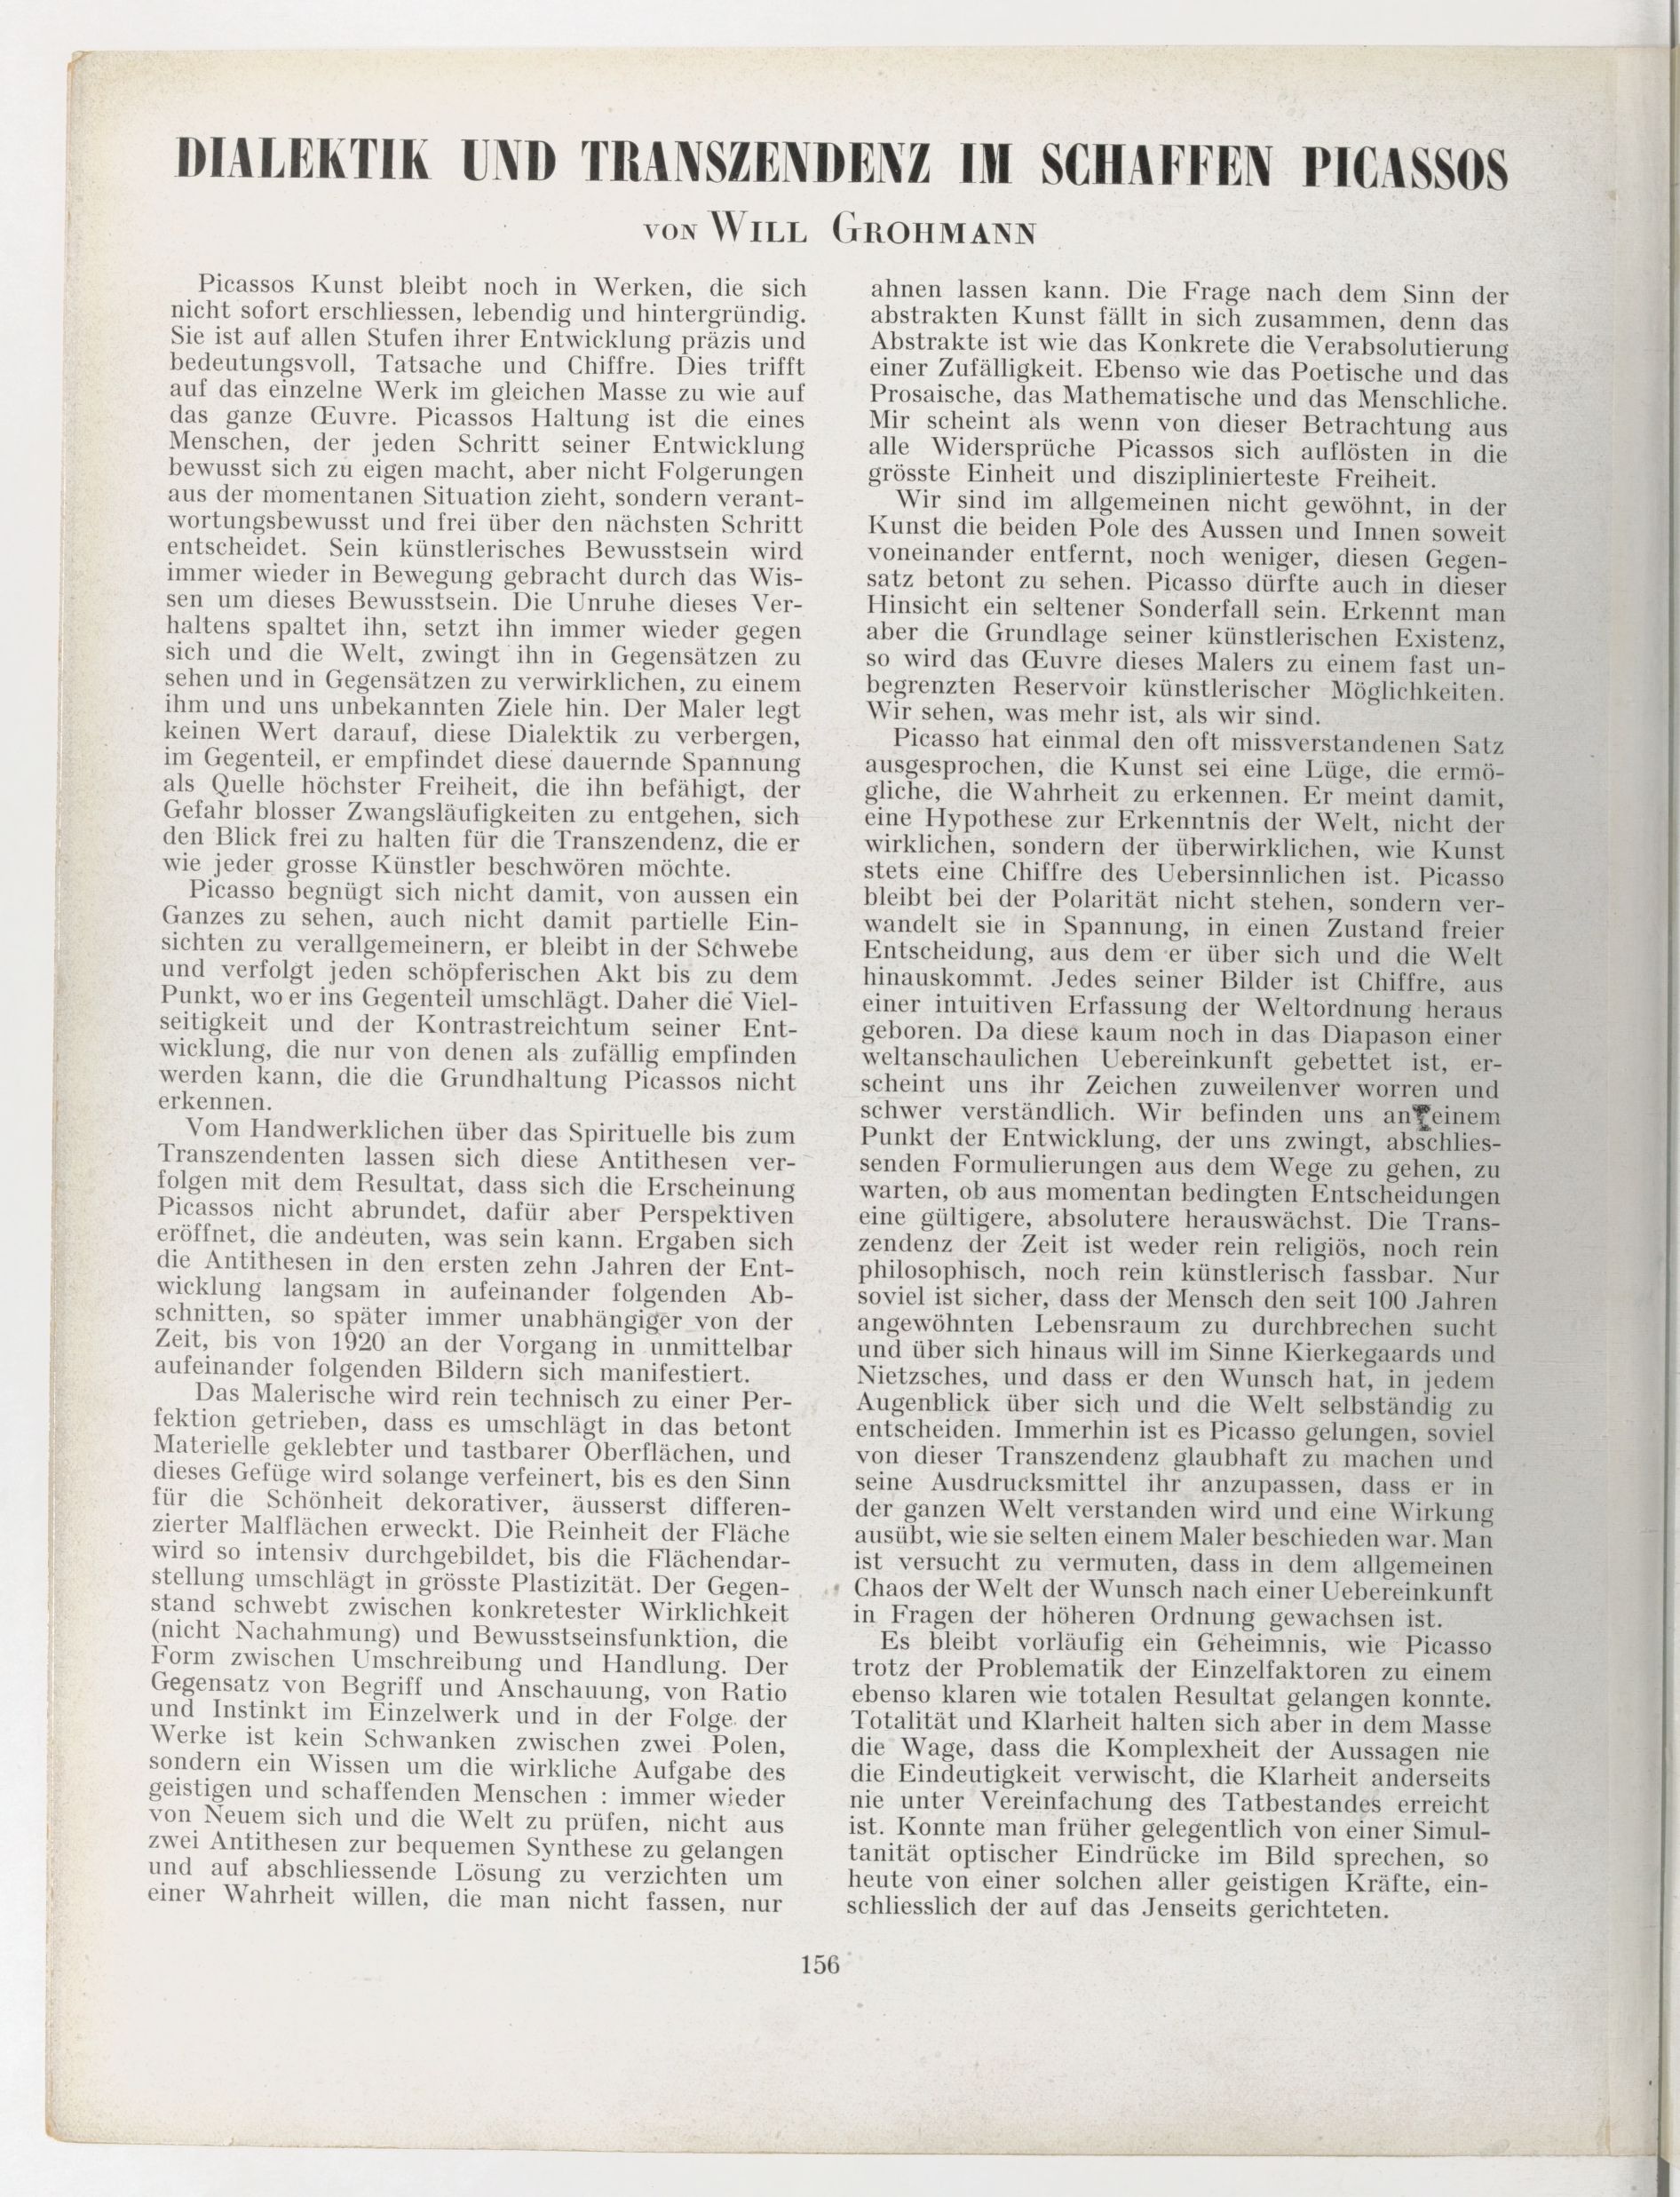 DIALEKTIK UND TRANSZENDENZ IM SCHAFFEN PICASSOS
VON WILL GROHMANN
Picassos Kunst bleibt noch in Werken, die sich
nicht sofort erschliessen, lebendig und hintergründig.
Sie ist auf allen Stufen ihrer Entwicklung präzis und
bedeutungsvoll, Tatsache und Chiffre. Dies trifft
auf das einzelne Werk im gleichen Masse zu wie auf
das ganze Œuvre. Picassos Haltung ist die eines
Menschen, der jeden Schritt seiner Entwicklung
bewusst sich zu eigen macht, aber nicht Folgerungen
aus der momentanen Situation zieht, sondern verant-
wortungsbewusst und frei über den nächsten Schritt
entscheidet. Sein künstlerisches Bewusstsein wird
immer wieder in Bewegung gebracht durch das Wis-
sen um dieses Bewusstsein. Die Unruhe dieses Ver-
haltens spaltet ihn, setzt ihn immer wieder gegen
sich und die Welt, zwingt ihn in Gegensätzen zu
sehen und in Gegensätzen zu verwirklichen, zu einem
ihm und uns unbekannten Ziele hin. Der Maler legt
keinen Wert darauf, diese Dialektik zu verbergen,
im Gegenteil, er empfindet diese dauernde Spannung
als Quelle höchster Freiheit, die ihn befähigt, der
Gefahr blosser Zwangsläufigkeiten zu entgehen, sich
den Blick frei zu halten für die Transzendenz, die er
wie jeder grosse Künstler beschwören möchte.
Picasso begnügt sich nicht damit, von aussen ein
Ganzes zu sehen, auch nicht damit partielle Ein-
sichten zu verallgemeinern, er bleibt in der Schwebe
und verfolgt jeden schöpferischen Akt bis zu dem
Punkt, wo er ins Gegenteil umschlägt. Daher die Viel-
seitigkeit und der Kontrastreichtum seiner Ent-
wicklung, die nur von denen als zufällig empfinden
werden kann, die die Grundhaltung Picassos nicht
erkennen.
Vom Handwerklichen über das Spirituelle bis zum
Transzendenten lassen sich diese Antithesen ver-
folgen mit dem Resultat, dass sich die Erscheinung
Picassos nicht abrundet, dafür aber Perspektiven
eröffnet, die andeuten, was sein kann. Ergaben sich
die Antithesen in den ersten zehn Jahren der Ent-
wicklung langsam in aufeinander folgenden Ab-
schnitten, so später immer unabhängiger von der
Zeit, bis von 1920 an der Vorgang in unmittelbar
aufeinander folgenden Bildern sich manifestiert.
Das Malerische wird rein technisch zu einer Per-
fektion getrieben, dass es umschlägt in das betont
Materielle geklebter und tastbarer Oberflächen, und
dieses Gefüge wird solange verfeinert, bis es den Sinn
für die Schönheit dekorativer, äusserst differen-
zierter Malflächen erweckt. Die Reinheit der Fläche
wird so intensiv durchgebildet, bis die Flächendar-
stellung umschlägt in grösste Plastizität. Der Gegen-
stand schwebt zwischen konkretester Wirklichkeit
(nicht Nachahmung) und Bewusstseinsfunktion, die
Form zwischen Umschreibung und Handlung. Der
Gegensatz von Begriff und Anschauung, von Ratio
und Instinkt im Einzelwerk und in der Folge der
Werke ist kein Schwanken zwischen zwei Polen,
sondern ein Wissen um die wirkliche Aufgabe des
geistigen und schaffenden Menschen : immer wieder
von Neuem sich und die Welt zu prüfen, nicht aus
zwei Antithesen zur bequemen Synthese zu gelangen
und auf abschliessende Lösung zu verzichten um
einer Wahrheit willen, die man nicht fassen, nur
ahnen lassen kann. Die Frage nach dem Sinn der
abstrakten Kunst fällt in sich zusammen, denn das
Abstrakte ist wie das Konkrete die Verabsolutierung
einer Zufälligkeit. Ebenso wie das Poetische und das
Prosaische, das Mathematische und das Menschliche.
Mir scheint als wenn von dieser Betrachtung aus
alle Widersprüche Picassos sich auflösten in die
grösste Einheit und disziplinierteste Freiheit.
Wir sind im allgemeinen nicht gewöhnt, in der
Kunst die beiden Pole des Aussen und Innen soweit
voneinander entfernt, noch weniger, diesen Gegen-
satz betont zu sehen. Picasso dürfte auch in dieser
Hinsicht ein seltener Sonderfall sein. Erkennt man
aber die Grundlage seiner künstlerischen Existenz,
so wird das Œuvre dieses Malers zu einem fast un-
begrenzten Reservoir künstlerischer Möglichkeiten.
Wir sehen, was mehr ist, als wir sind.
Picasso hat einmal den oft missverstandenen Satz
ausgesprochen, die Kunst sei eine Lüge, die ermö-
gliche, die Wahrheit zu erkennen. Er meint damit,
eine Hypothese zur Erkenntnis der Welt, nicht der
wirklichen, sondern der überwirklichen, wie Kunst
stets eine Chiffre des Uebersinnlichen ist. Picasso
bleibt bei der Polarität nicht stehen, sondern ver-
wandelt sie in Spannung, in einen Zustand freier
Entscheidung, aus dem er über sich und die Welt
hinauskommt. Jedes seiner Bilder ist Chiffre, aus
einer intuitiven Erfassung der Weltordnung heraus
geboren. Da diese kaum noch in das Diapason einer
weltanschaulichen Uebereinkunft gebettet ist, er-
scheint uns ihr Zeichen zuweilenver worren und
schwer verständlich. Wir befinden uns an einem
Punkt der Entwicklung, der uns zwingt, abschlies-
senden Formulierungen aus dem Wege zu gehen, zu
warten, ob aus momentan bedingten Entscheidungen
eine gültigere, absolutere herauswächst. Die Trans-
zendenz der Zeit ist weder rein religiös, noch rein
philosophisch, noch rein künstlerisch fassbar. Nur
soviel ist sicher, dass der Mensch den seit 100 Jahren
angewöhnten Lebensraum zu durchbrechen sucht
und über sich hinaus will im Sinne Kierkegaards und
Nietzsches, und dass er den Wunsch hat, in jedem
Augenblick über sich und die Welt selbständig zu
entscheiden. Immerhin ist es Picasso gelungen, soviel
von dieser Transzendenz glaubhaft zu machen und
seine Ausdrucksmittel ihr anzupassen, dass er in
der ganzen Welt verstanden wird und eine Wirkung
ausübt, wie sie selten einem Maler beschieden war. Man
ist versucht zu vermuten, dass in dem allgemeinen
Chaos der Welt der Wunsch nach einer Uebereinkunft
in Fragen der höheren Ordnung gewachsen ist.
Es bleibt vorläufig ein Geheimnis, wie Picasso
trotz der Problematik der Einzelfaktoren zu einem
ebenso klaren wie totalen Resultat gelangen konnte.
Totalität und Klarheit halten sich aber in dem Masse
die Wage, dass die Komplexheit der Aussagen nie
die Eindeutigkeit verwischt, die Klarheit anderseits
nie unter Vereinfachung des Tatbestandes erreicht
ist. Konnte man früher gelegentlich von einer Simul-
tanität optischer Eindrücke im Bild sprechen, so
heute von einer solchen aller geistigen Kräfte, ein-
schliesslich der auf das Jenseits gerichteten.
156